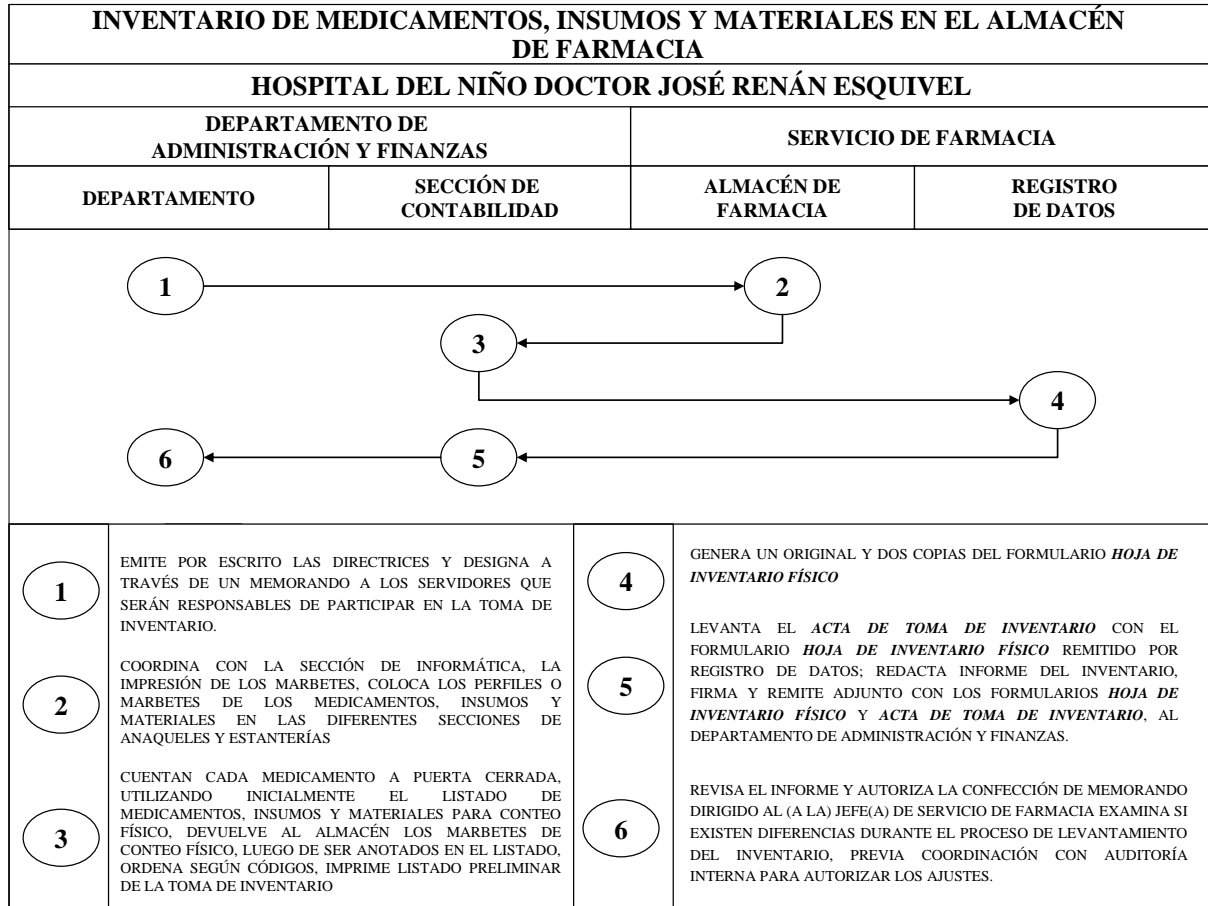 INVENTARIO DE MEDICAMENTOS, INSUMOS Y MATERIALES EN EL ALMACÉN
DE FARMACIA
HOSPITAL DEL NIÑO DOCTOR JOSÉ RENÁN ESQUIVEL
DEPARTAMENTO DE
ADMINISTRACIÓN Y FINANZAS
SERVICIO DE FARMACIA
DEPARTAMENTO
SECCIÓN DE
CONTABILIDAD
ALMACÉN DE
FARMACIA
REGISTRO
DE DATOS
1
2
3
4
6
5
1
EMITE POR ESCRITO LAS DIRECTRICES Y DESIGNA A
TRAVÉS DE UN MEMORANDO A LOS SERVIDORES QUE
SERÁN RESPONSABLES DE PARTICIPAR EN LA TOMA DE
INVENTARIO.
2
COORDINA CON LA SECCIÓN DE INFORMÁTICA, LA
IMPRESIÓN DE LOS MARBETES, COLOCA LOS PERFILES O
MARBETES DE LOS MEDICAMENTOS, INSUMOS Y
MATERIALES EN LAS DIFERENTES SECCIONES DE
ANAQUELES Y ESTANTERÍAS
3
CUENTAN CADA MEDICAMENTO A PUERTA CERRADA,
UTILIZANDO INICIALMENTE EL LISTADO DE
MEDICAMENTOS, INSUMOS Y MATERIALES PARA CONTEO
FÍSICO, DEVUELVE AL ALMACÉN LOS MARBETES DE
CONTEO FÍSICO, LUEGO DE SER ANOTADOS EN EL LISTADO,
ORDENA SEGÚN CÓDIGOS, IMPRIME LISTADO PRELIMINAR
DE LA TOMA DE INVENTARIO
4
GENERA UN ORIGINAL Y DOS COPIAS DEL FORMULARIO HOJA DE
INVENTARIO FÍSICO
5
LEVANTA EL ACTA DE TOMA DE INVENTARIO CON EL
FORMULARIO HOJA DE INVENTARIO FÍSICO REMITIDO POR
REGISTRO DE DATOS; REDACTA INFORME DEL INVENTARIO,
FIRMA Y REMITE ADJUNTO CON LOS FORMULARIOS HOJA DE
INVENTARIO FÍSICO Y ACTA DE TOMA DE INVENTARIO, AL
DEPARTAMENTO DE ADMINISTRACIÓN Y FINANZAS.
6
REVISA EL INFORME Y AUTORIZA LA CONFECCIÓN DE MEMORANDO
DIRIGIDO AL (A LA) JEFE(A) DE SERVICIO DE FARMACIA EXAMINA SI
EXISTEN DIFERENCIAS DURANTE EL PROCESO DE LEVANTAMIENTO
DEL INVENTARIO, PREVIA COORDINACIÓN CON AUDITORÍA
INTERNA PARA AUTORIZAR LOS AJUSTES.